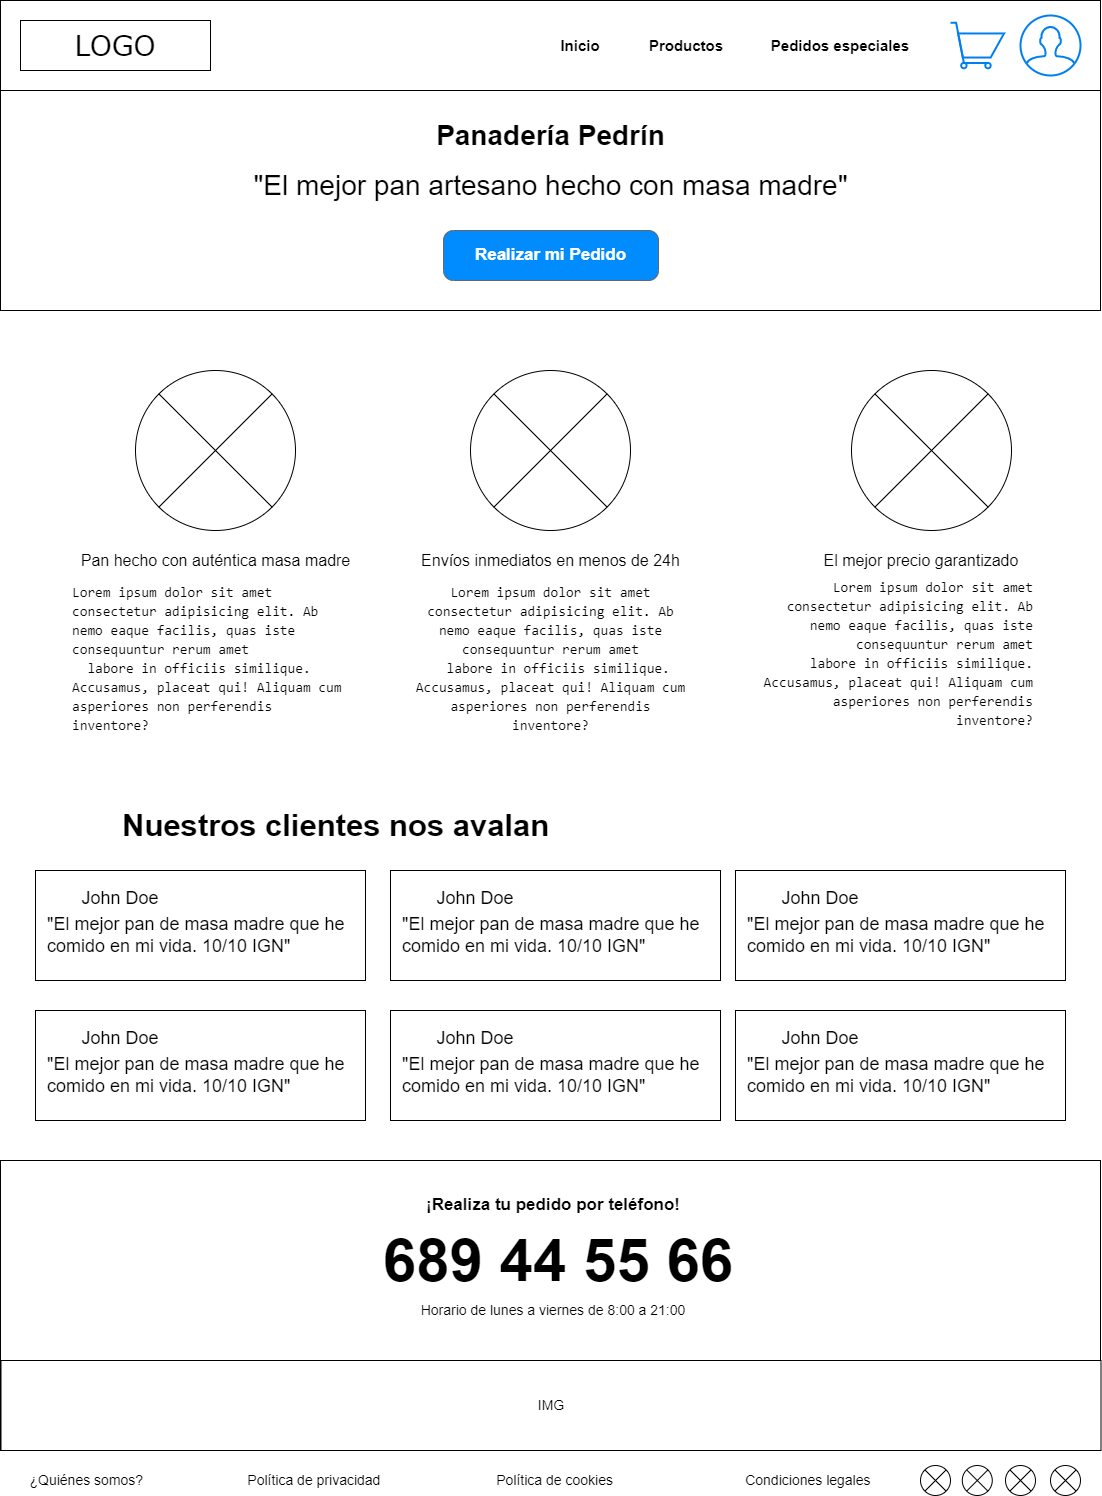 LOGO
Inicio
Productos
Pedidos especiales
Panadería Pedrín
"El mejor pan artesano hecho con masa madre"
Realizar mi Pedido
Pan hecho con auténtica masa madre
Lorem ipsum dolor sit amet
consectetur adipisicing elit. Ab
nemo eaque facilis, quas iste
consequuntur rerum amet
labore in officiis similique.
Accusamus, placeat qui! Aliquam cum
asperiores non perferendis
inventore?
Envíos inmediatos en menos de 24h
Lorem ipsum dolor sit amet
consectetur adipisicing elit. Ab
nemo eaque facilis, quas iste
consequuntur rerum amet
labore in officiis similique.
Accusamus, placeat qui! Aliquam cum
asperiores non perferendis
inventore?
El mejor precio garantizado
Lorem ipsum dolor sit amet
consectetur adipisicing elit. Ab
nemo eaque facilis, quas iste
consequuntur rerum amet
labore in officiis similique.
Accusamus, placeat qui! Aliquam cum
asperiores non perferendis
inventore?
Nuestros clientes nos avalan
John Doe
"El mejor pan de masa madre que he
comido en mi vida. 10/10 IGN"
John Doe
"El mejor pan de masa madre que he
comido en mi vida. 10/10 IGN"
John Doe
"El mejor pan de masa madre que he
comido en mi vida. 10/10 IGN"
John Doe
"El mejor pan de masa madre que he
comido en mi vida. 10/10 IGN"
John Doe
"El mejor pan de masa madre que he
comido en mi vida. 10/10 IGN"
John Doe
"El mejor pan de masa madre que he
comido en mi vida. 10/10 IGN"
¡Realiza tu pedido por teléfono!
689 44 55 66
Horario de lunes a viernes de 8:00 a 21:00
IMG
¿Quiénes somos?
Política de privacidad
Política de cookies
Condiciones legales